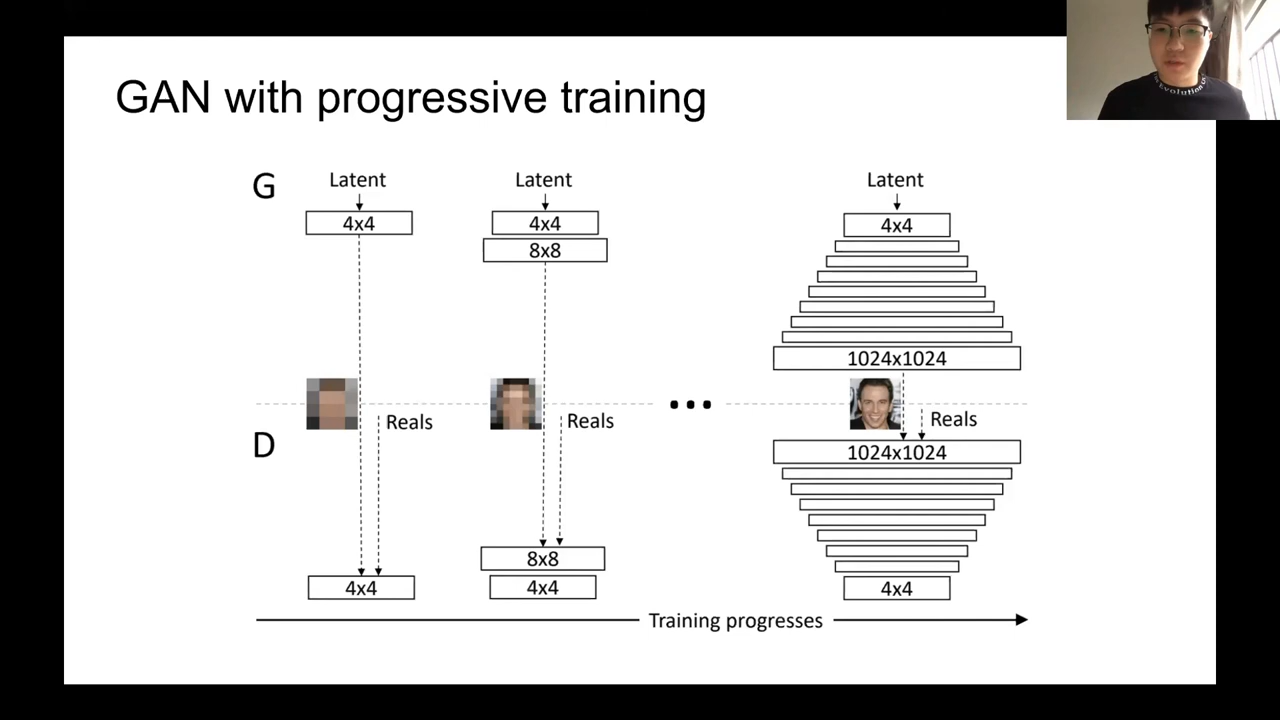 GAN with progressive training
G
Latent
Latent
Latent
4x4
4x4
4x4
8x8
1024x1024
Reals
Reals
Reals
D
1024x1024
8x8
4x4
4x4
4x4
Training progresses
Evolution